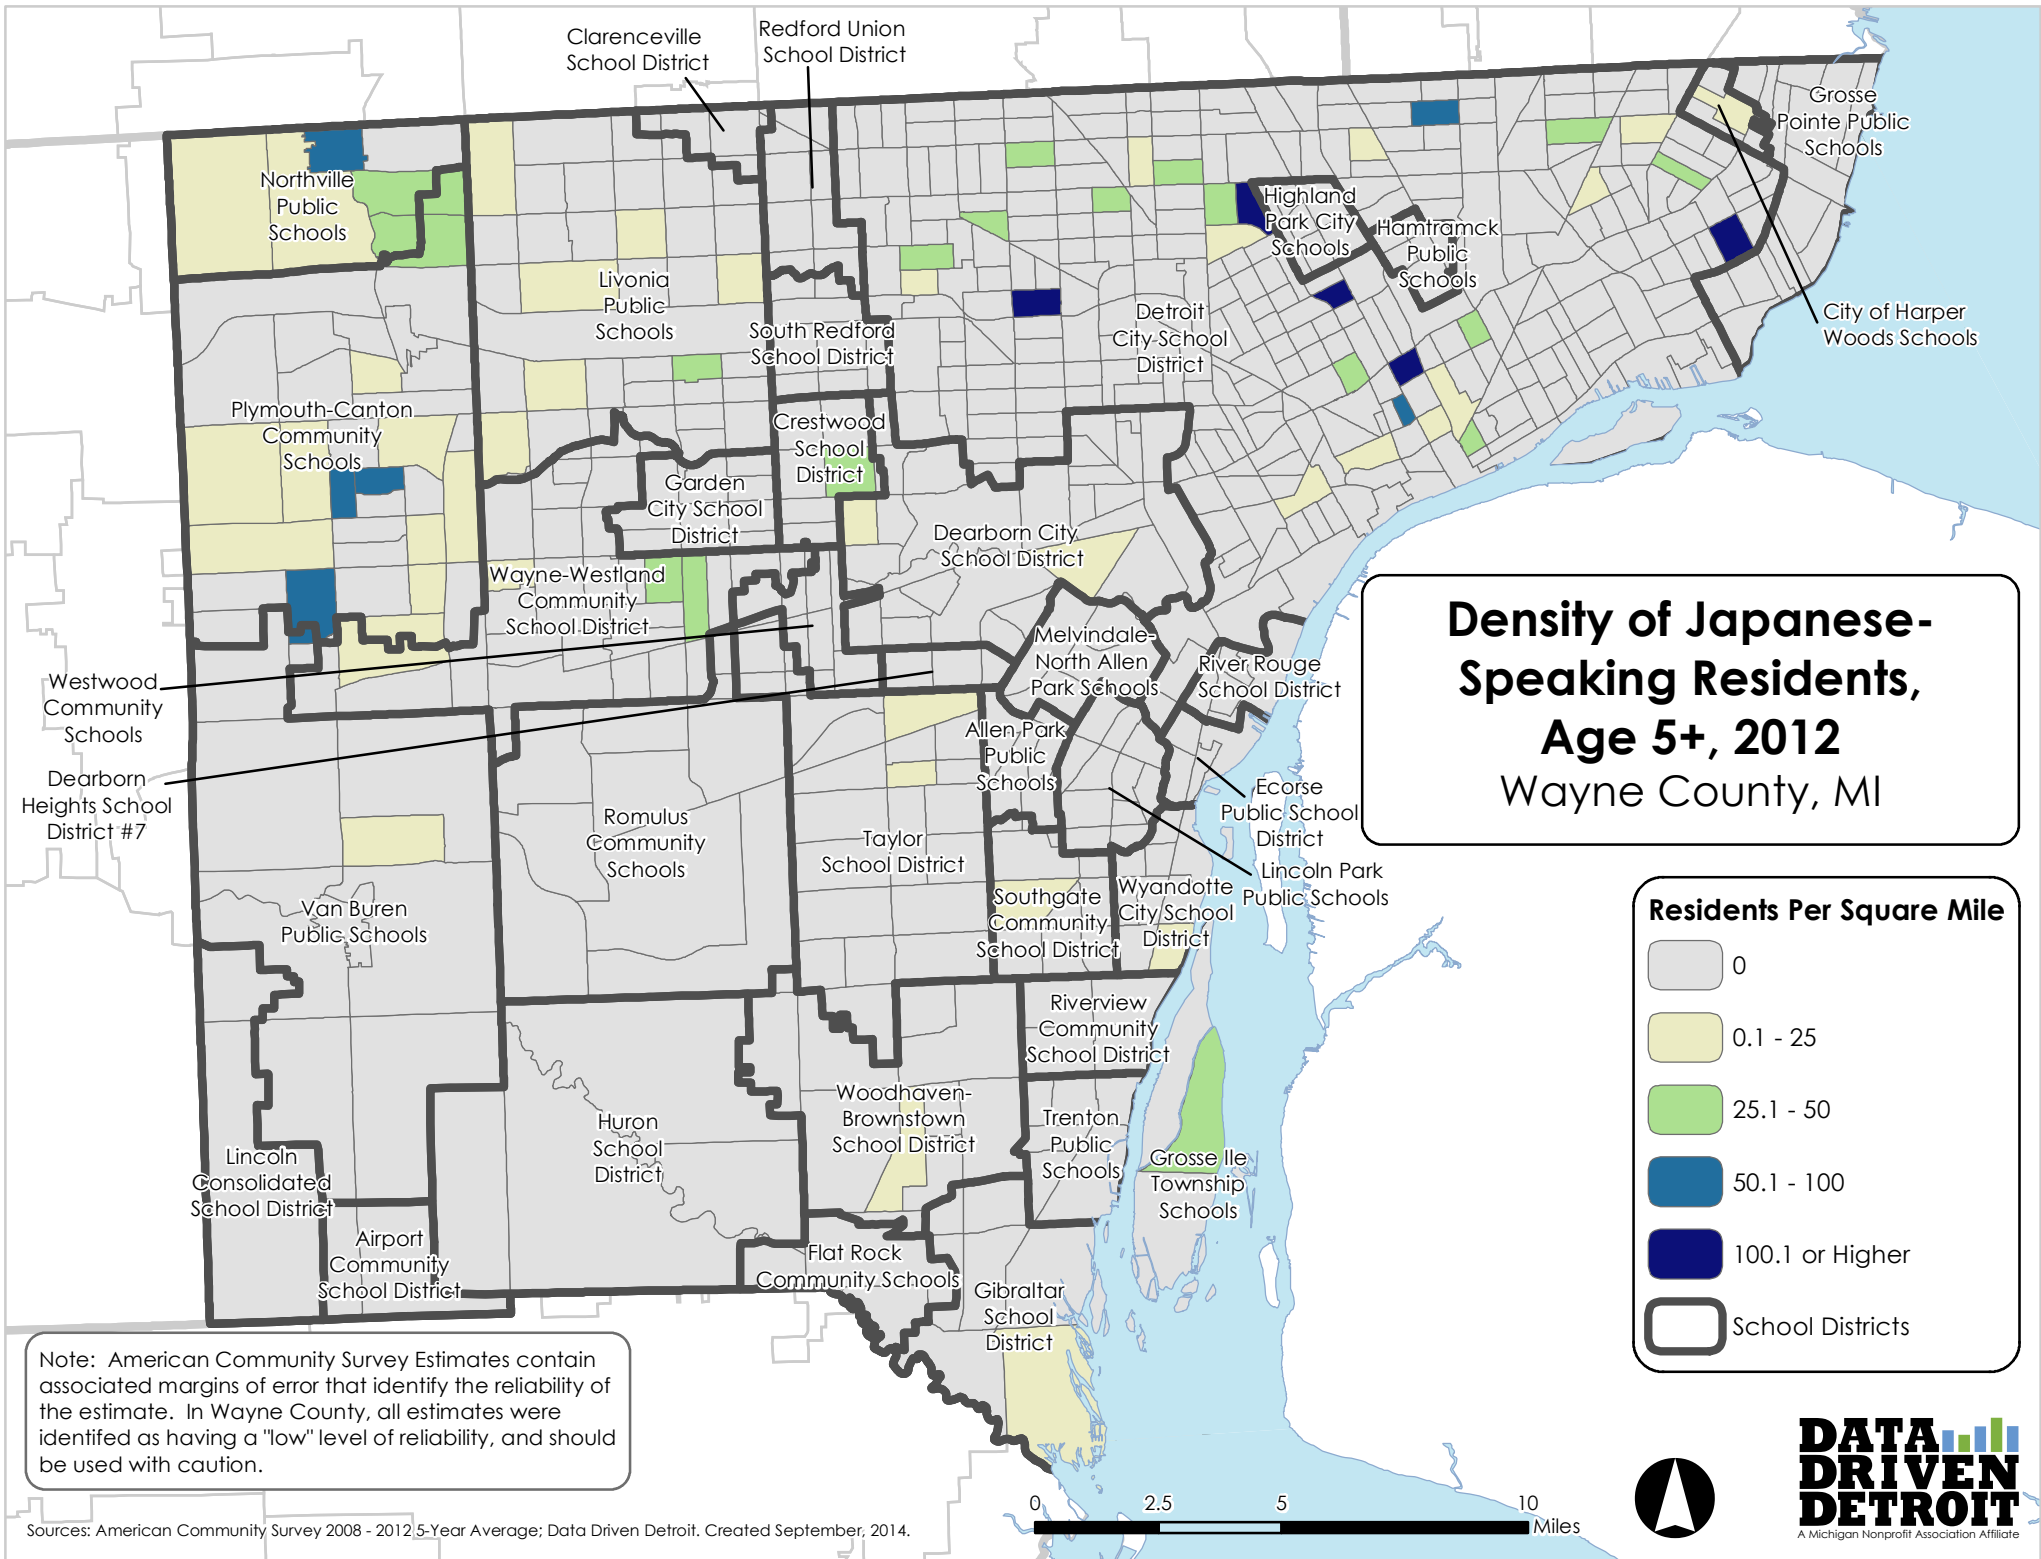 Clarenceville
School District
Redford Union
School District
Grosse
Pointe Public
Schools
Northville
Public
Schools
Highland
Park City
Schools
Hamtramck
Public
Schools
Livonia
Public
Schools
South Redford
School District
Detroit
City School
District
City of Harper
Woods Schools
Plymouth-Canton
Community
Schools
Crestwood
School
District
Garden
City School
District
Dearborn City
School District
Wayne-Westland
Community
School District
Westwood
Community
Schools
Melvindale-
North Allen
Park Schools
River Rouge
School District
Dearborn
Heights School
District #7
Allen Park
Public
Schools
Ecorse
Public School
District
Romulus
Community
Schools
Taylor
School District
Lincoln Park
Public Schools
Van Buren
Public Schools
Southgate
Community
School District
Wyandotte
City School
District
Riverview
Community
School District
Woodhaven-
Brownstown
School District
Trenton
Public
Schools
Huron
School
District
Grosse Ile
Township
Schools
Lincoln
Consolidated
School District
Airport
Community
School District
Flat Rock
Community Schools
Gibraltar
School
District
Density of Japanese-
Speaking Residents,
Age 5+, 2012
Wayne County, MI
Residents Per Square Mile
0
0.1 - 25
25.1 - 50
50.1 - 100
100.1 or Higher
School Districts
Note:  American Community Survey Estimates contain
associated margins of error that identify the reliability of
the estimate.  In Wayne County, all estimates were
identifed as having a "low" level of reliability, and should
be used with caution.
Sources: American Community Survey 2008 - 2012 5-Year Average; Data Driven Detroit. Created September, 2014.
0 2.5 5 10
Miles
DATA
DRIVEN
DETROIT
A Michigan Nonprofit Association Affiliate